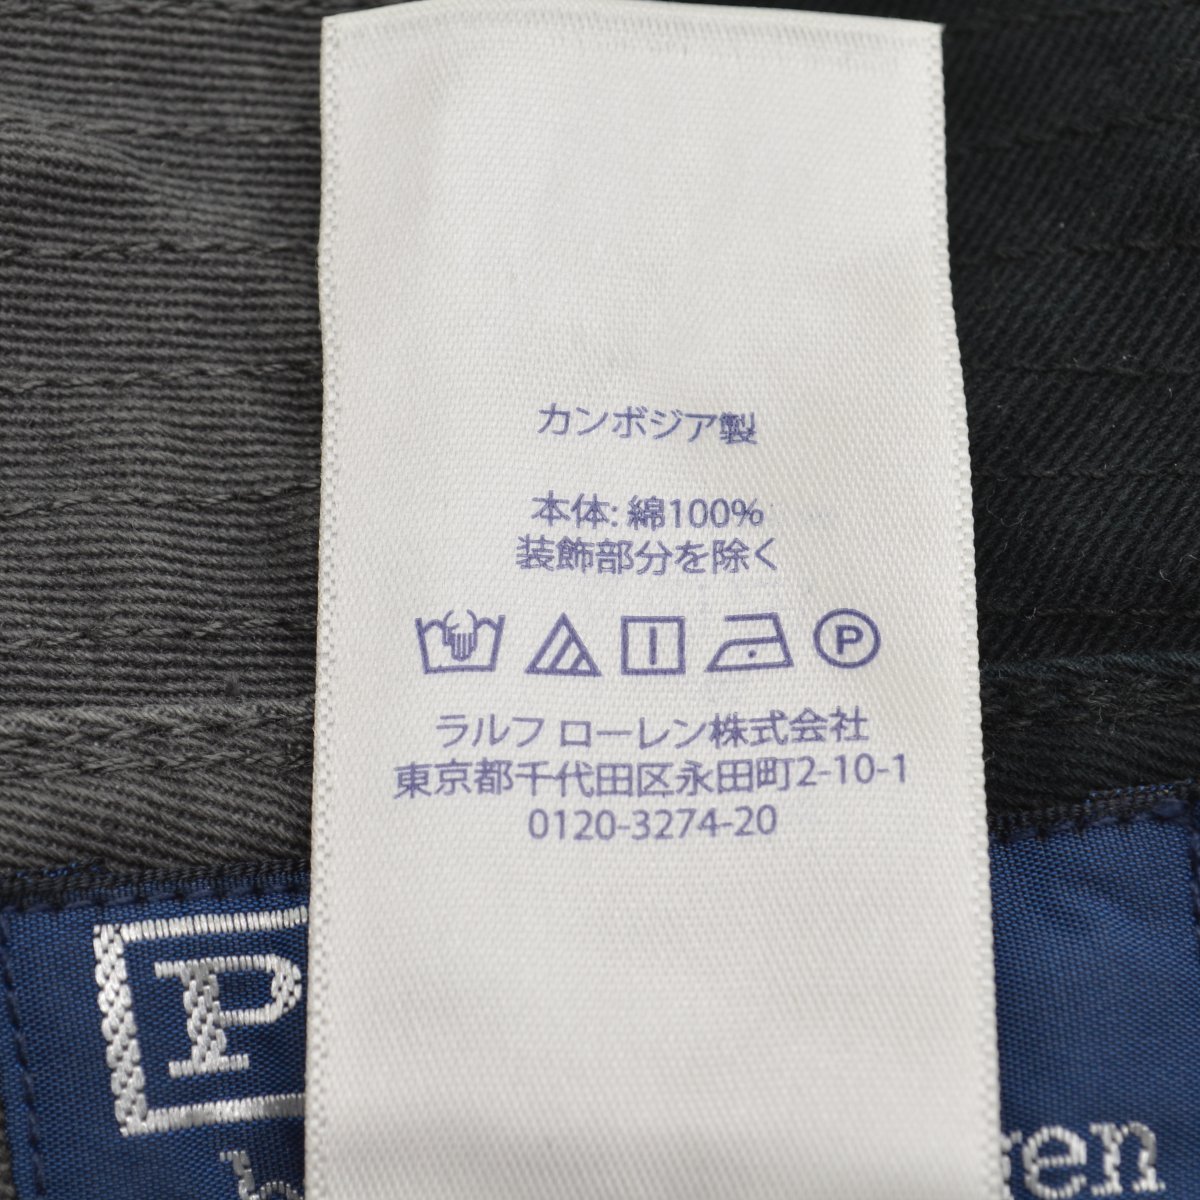 カンボジア製
本体: 綿100%
装飾部分を除く
P
ラルフ ローレン株式会社
東京都千代田区永田町2-10-1
0120-3274-20
P